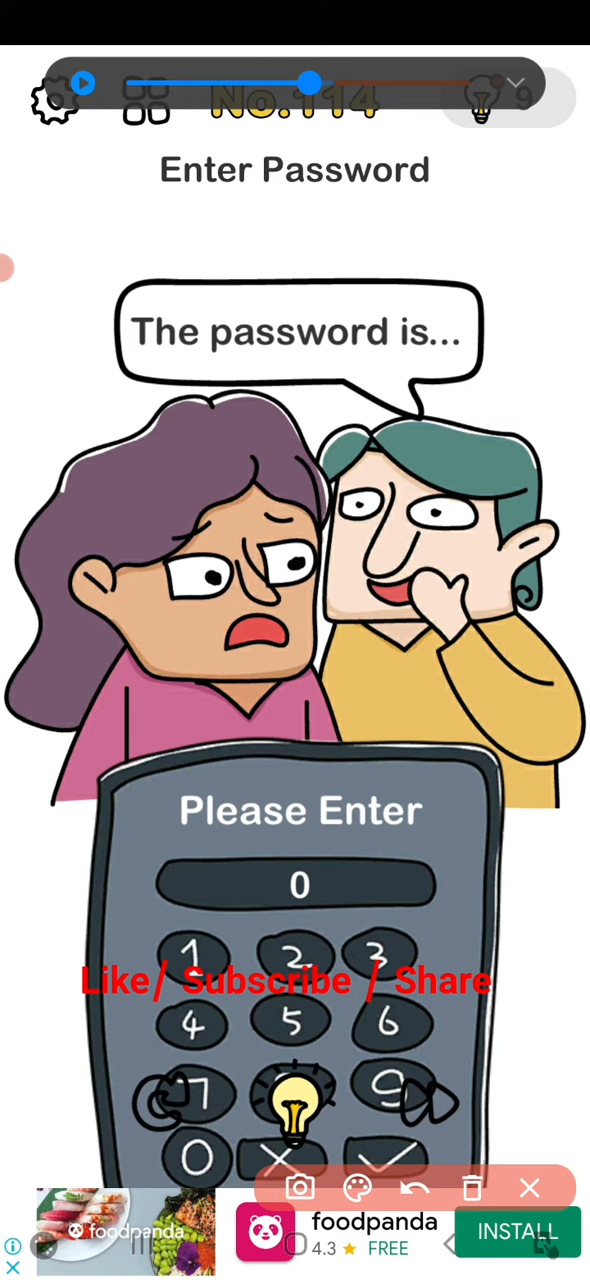 No.114
9
Enter Password
The password is...
Please Enter
0
1 2 3
Like/ Subscribe / Share
4 5 6
7 9
0
foodpanda
foodpanda
4.3 FREE
INSTALL